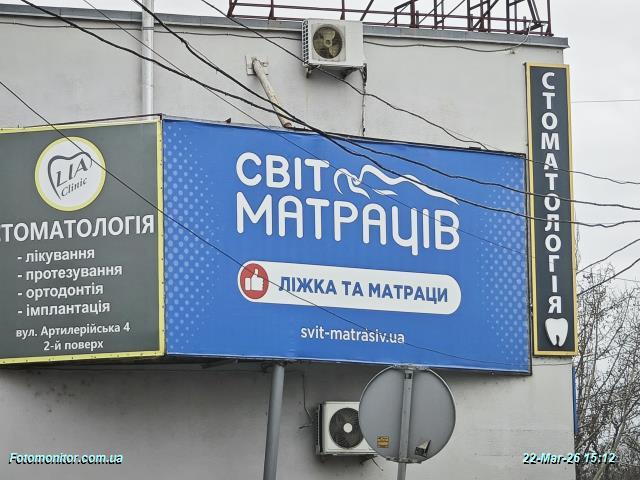 LIA
Clinic
СТОМАТОЛОГІЯ
- лікування
- протезування
- ортодонтія
- імплантація
вул. Артилерійська 4
2-й поверх
СВІТ
МАТРАЦІВ
ЛІЖКА ТА МАТРАЦИ
svit-matrasiv.ua
СТОМАТОЛОГІЯ
Fotomonitor.com.ua
22-Mar-26 15:12